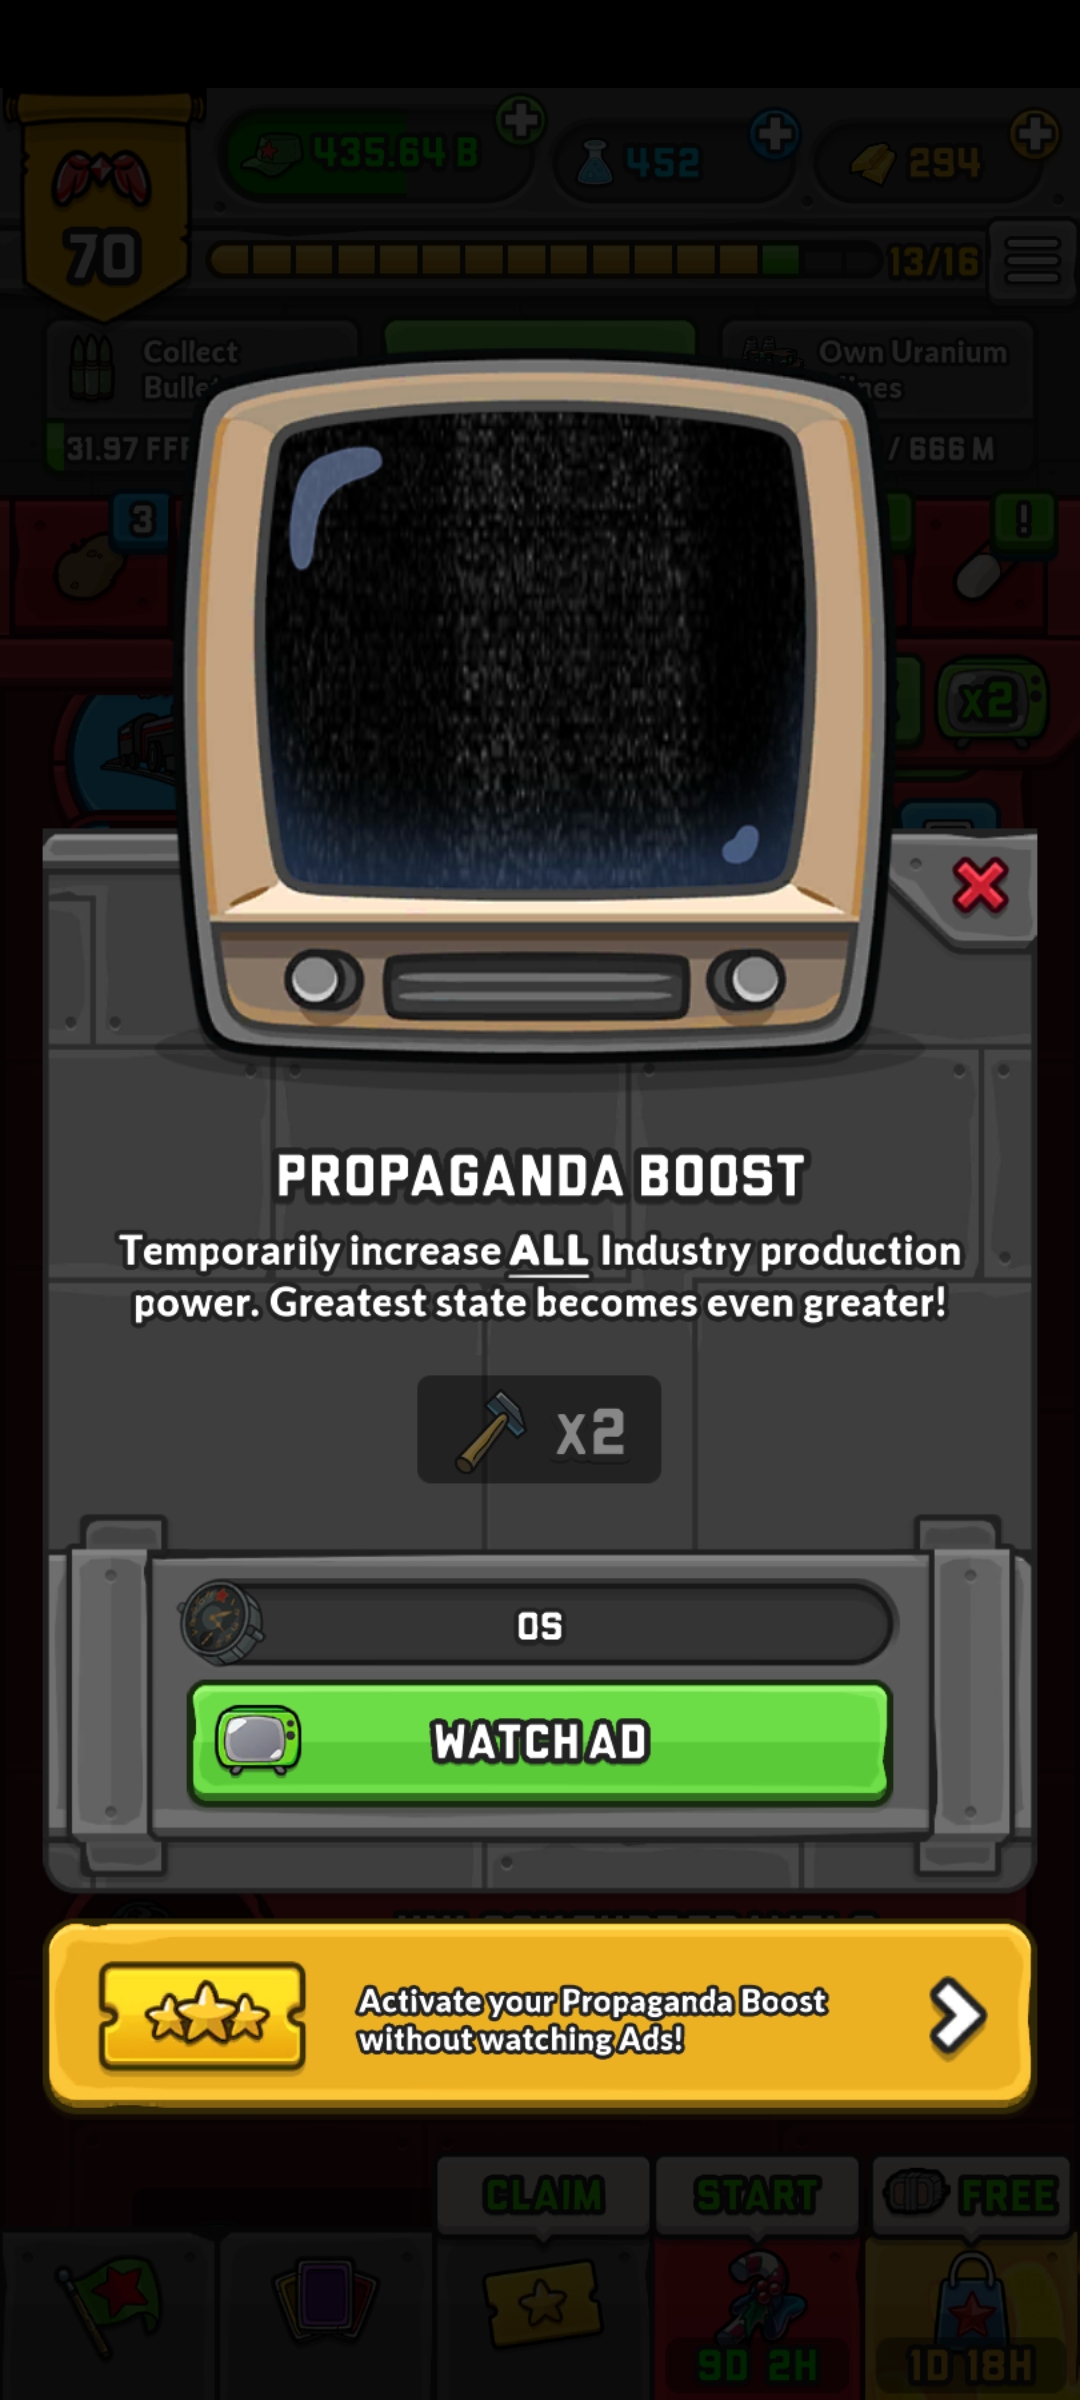 435.64 B
452
294
70
13/16
Collect
Own Uranium
31.97 FFF
/ 666 M
3
!
x2
PROPAGANDA BOOST
Temporarily increase ALL Industry production
power. Greatest state becomes even greater!
X2
0S
WATCH AD
Activate your Propaganda Boost
without watching Ads!
CLAIM
START
FREE
9D 2H
1D 18H